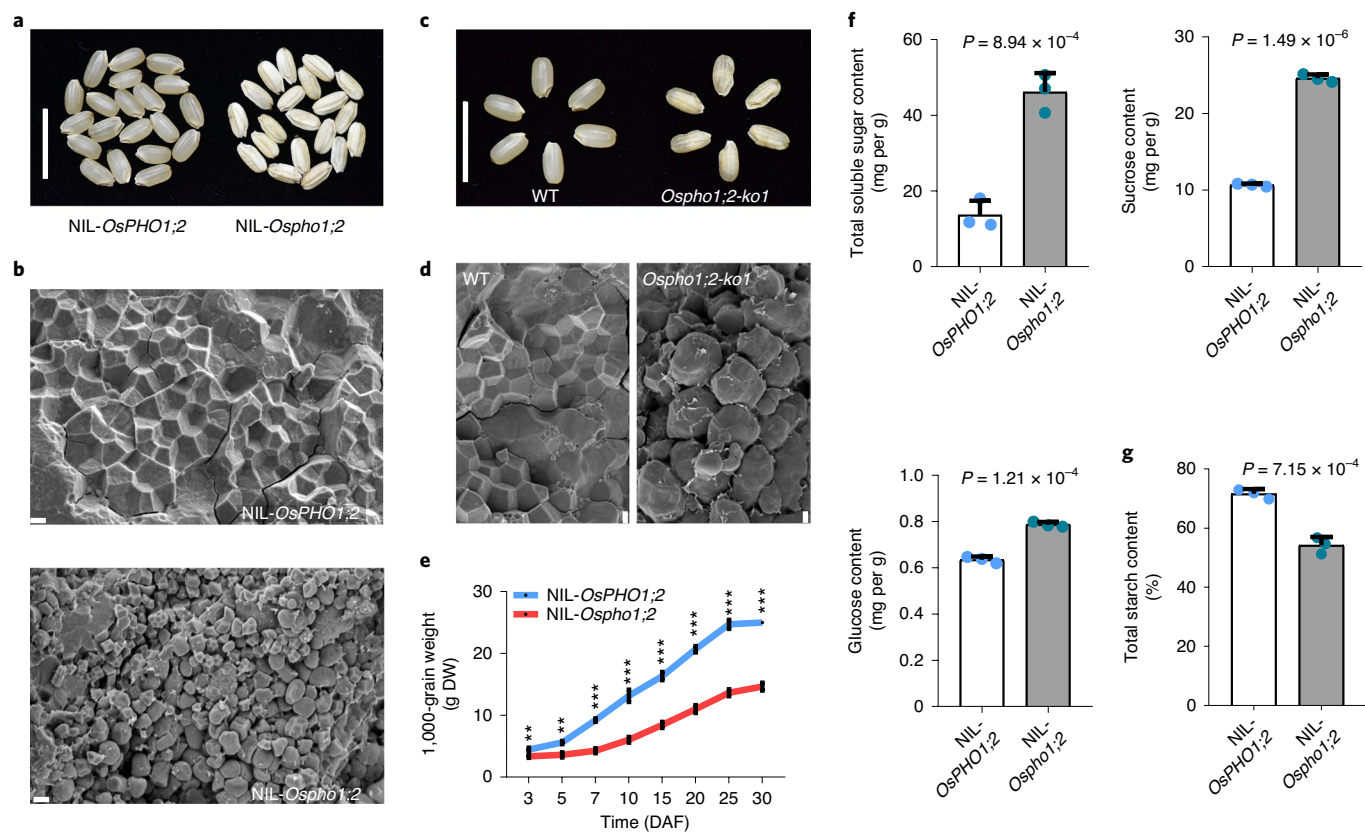 a
NIL-OsPHO1;2
NIL-Ospho1;2
b
NIL-OsPHO1;2
NIL-Ospho1;2
c
WT
Ospho1;2-ko1
d
WT
Ospho1;2-ko1
e
1,000-grain weight
(g DW)
30
20
10
0
NIL-OsPHO1;2
NIL-Ospho1;2
** ** *** *** *** *** *** ***
3 5 7 10 15 20 25 30
Time (DAF)
f
Total soluble sugar content
(mg per g)
60
40
20
0
P = 8.94 × 10–4
NIL-
OsPHO1;2
NIL-
Ospho1;2
Sucrose content
(mg per g)
30
20
10
0
P = 1.49 × 10–6
NIL-
OsPHO1;2
NIL-
Ospho1;2
Glucose content
(mg per g)
1.0
0.8
0.6
0.4
0.2
0
P = 1.21 × 10–4
NIL-
OsPHO1;2
NIL-
Ospho1;2
g
Total starch content
(%)
80
60
40
20
0
P = 7.15 × 10–4
NIL-
OsPHO1;2
NIL-
Ospho1;2